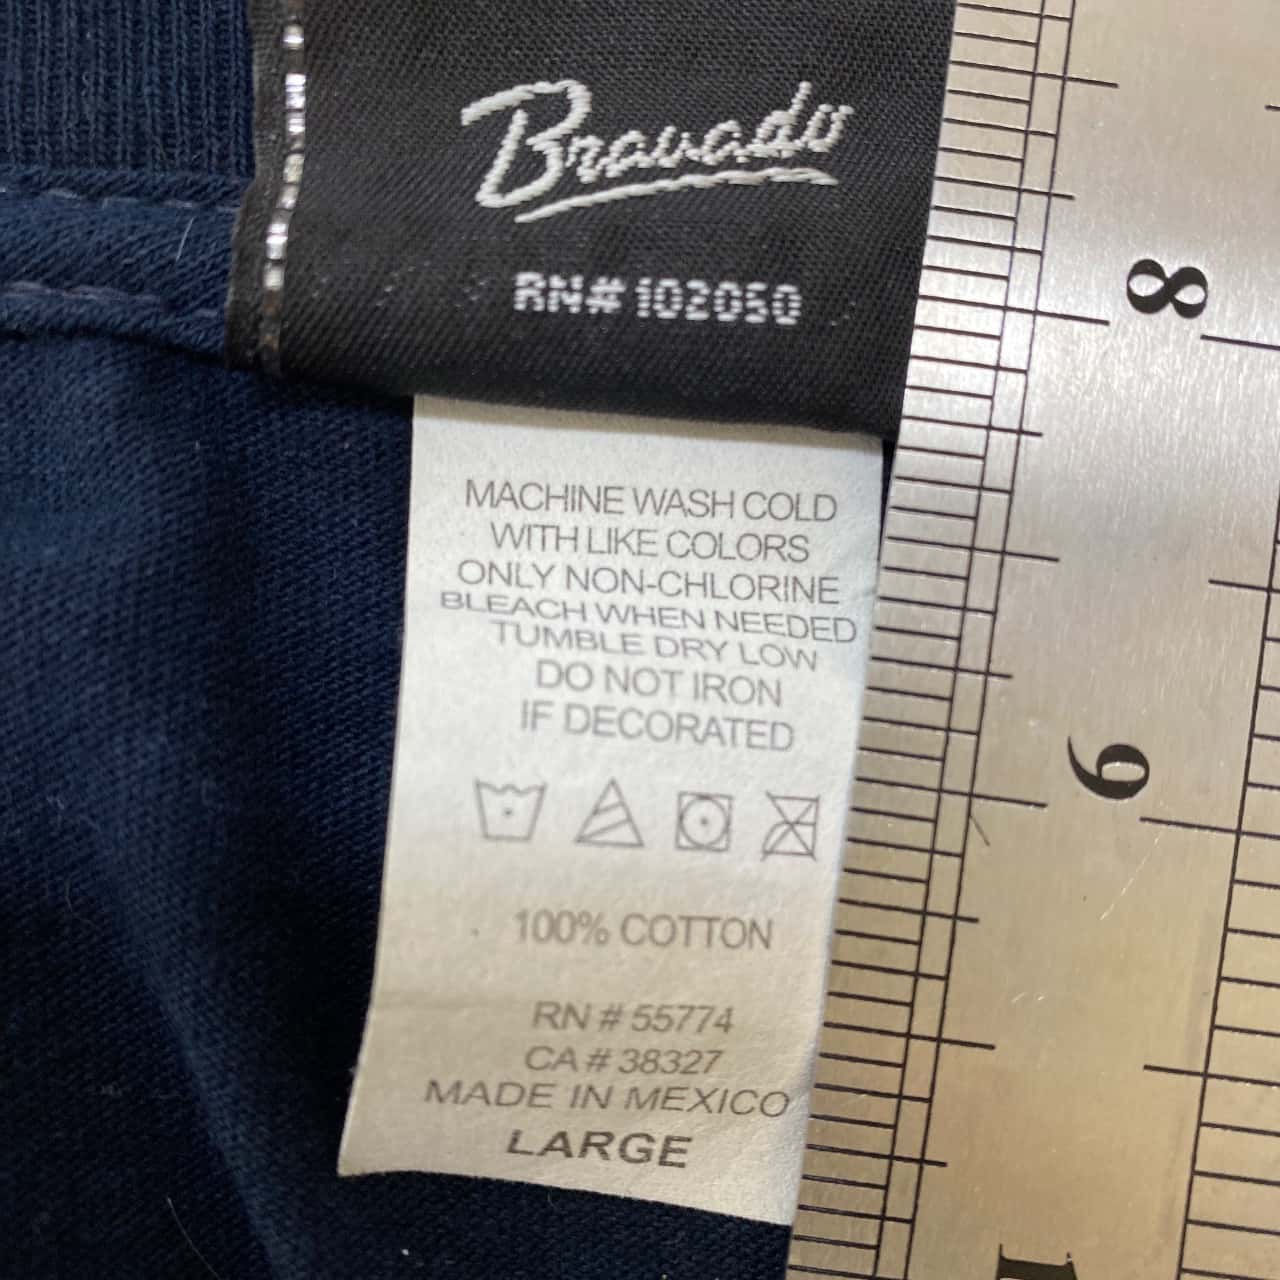 Bravado
RN#102050
MACHINE WASH COLD
WITH LIKE COLORS
ONLY NON-CHLORINE
BLEACH WHEN NEEDED
TUMBLE DRY LOW
DO NOT IRON
IF DECORATED
100% COTTON
RN # 55774
CA # 38327
MADE IN MEXICO
LARGE
8
9